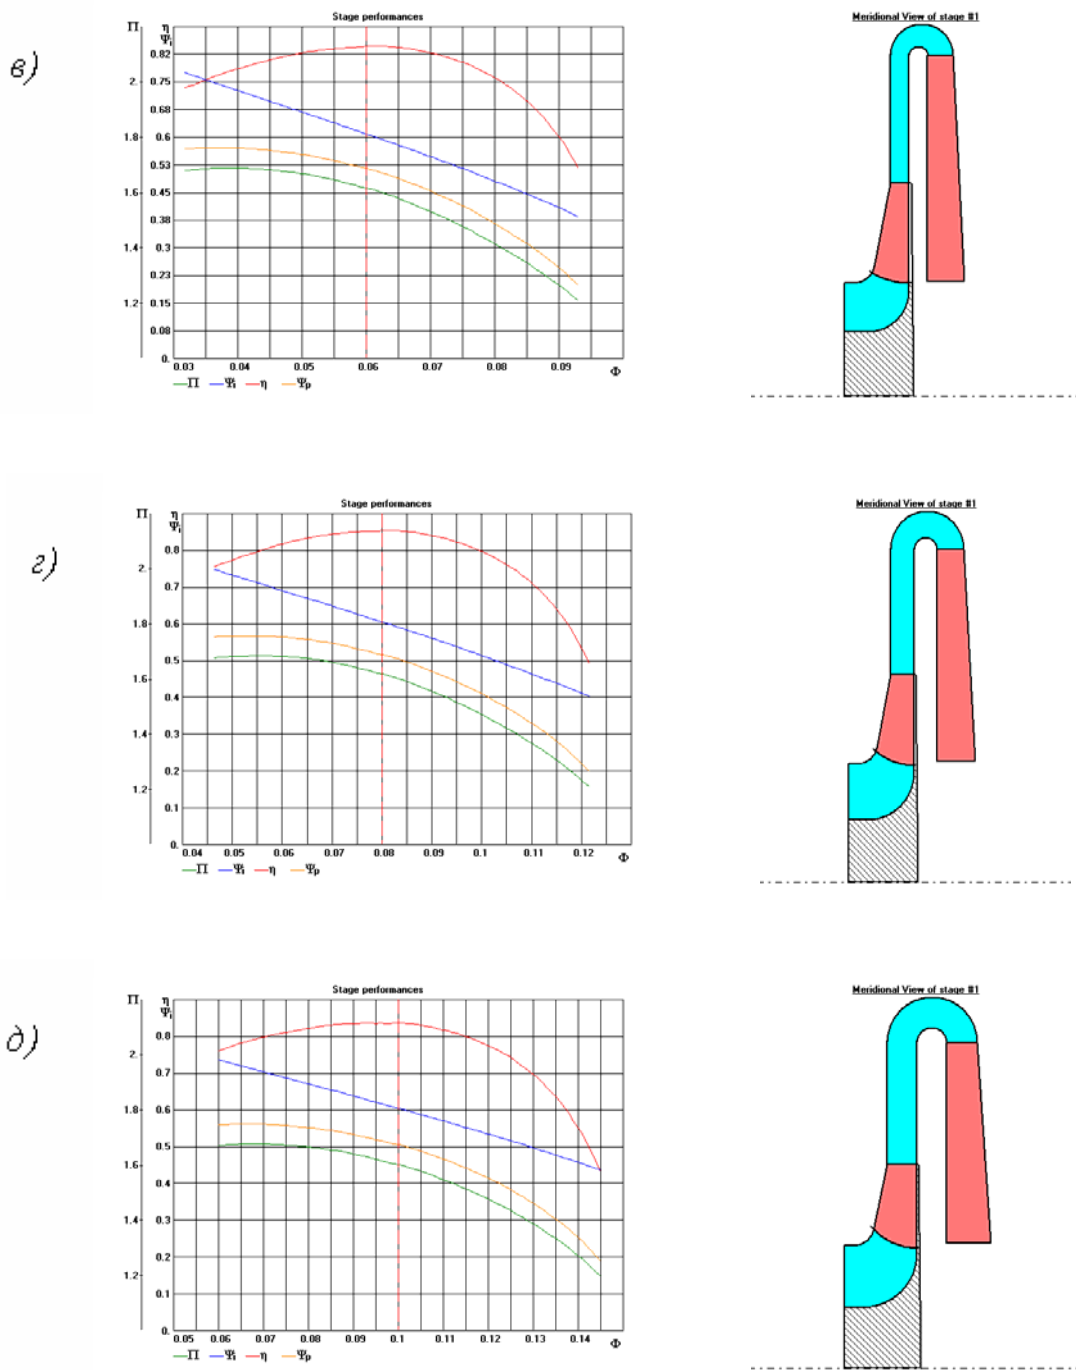 Stage performances
Meridional View of stage #1
в)
Π η
Ψi
0.82
2. 0.75
0.68
1.8 0.6
0.53
1.6 0.45
0.38
1.4 0.3
0.23
1.2 0.15
0.08
0.
0.03 0.04 0.05 0.06 0.07 0.08 0.09 Φ
Π Ψi η Ψp
Stage performances
Meridional View of stage #1
г)
Π η
Ψi
0.8
2.
0.7
1.8
0.6
0.5
1.6
0.4
1.4
0.3
0.2
1.2
0.1
0.
0.04 0.05 0.06 0.07 0.08 0.09 0.1 0.11 0.12 Φ
Π Ψi η Ψp
Stage performances
Meridional View of stage #1
д)
Π η
Ψi
0.8
2.
0.7
1.8
0.6
0.5
1.6
0.4
1.4
0.3
0.2
1.2
0.1
0.
0.05 0.06 0.07 0.08 0.09 0.1 0.11 0.12 0.13 0.14 Φ
Π Ψi η Ψp